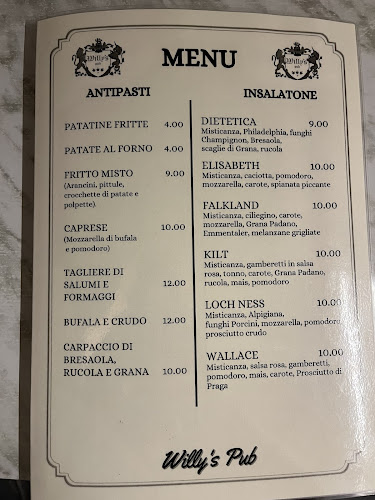 Willy's
MENU
Willy's
ANTIPASTI
PATATINE FRITTE 4.00
PATATE AL FORNO 4.00
FRITTO MISTO 9.00
(Arancini, pittule,
crocchette di patate e
polpette)
CAPRESE 10.00
(Mozzarella di bufala
e pomodoro)
TAGLIERE DI
SALUMI E 12.00
FORMAGGI
BUFALA E CRUDO 12.00
CARPACCIO DI
BRESAOLA,
RUCOLA E GRANA 10.00
INSALATONE
DIETETICA 9.00
Misticanza, Philadelphia, funghi
Champignon, Bresaola,
scaglie di Grana, rucola
ELISABETH 10.00
Misticanza, caciotta, pomodoro,
mozzarella, carote, spianata piccante
FALKLAND 10.00
Misticanza, ciliegino, carote,
mozzarella, Grana Padano,
Emmentaler, melanzane grigliate
KILT 10.00
Misticanza, gamberetti in salsa
rosa, tonno, carote, Grana Padano,
rucola, mais, pomodoro
LOCH NESS 10.00
Misticanza, Alpigiana,
funghi Porcini, mozzarella, pomodoro,
prosciutto crudo
WALLACE 10.00
Misticanza, salsa rosa, gamberetti,
pomodoro, mais, carote, Prosciutto di
Praga
Willy's Pub